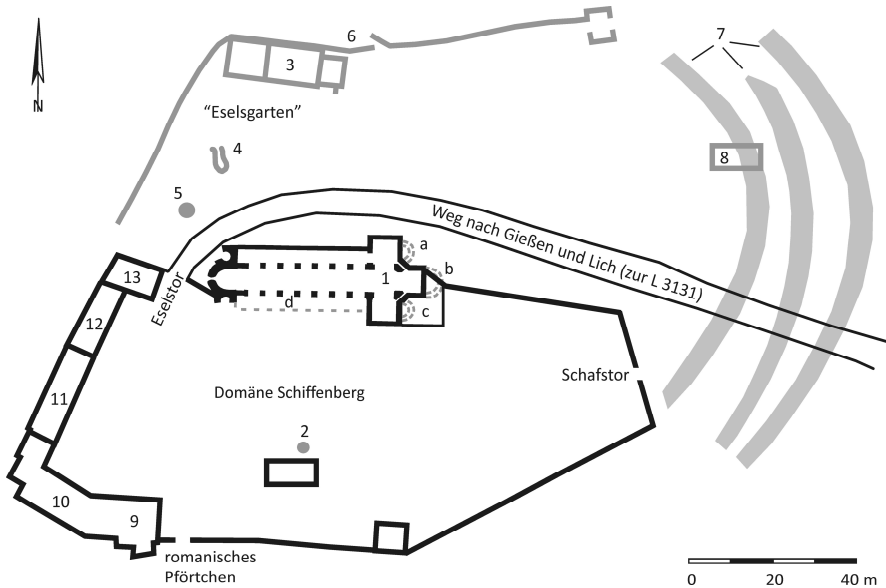 6
7
3
N
“Eselsgarten”
4
8
5
Weg nach Gießen und Lich (zur L 3131)
a
13
1
b
Eselstor
d
c
12
Schafstor
11
Domäne Schiffenberg
2
10
9
romanisches
Pförtchen
0 20 40 m